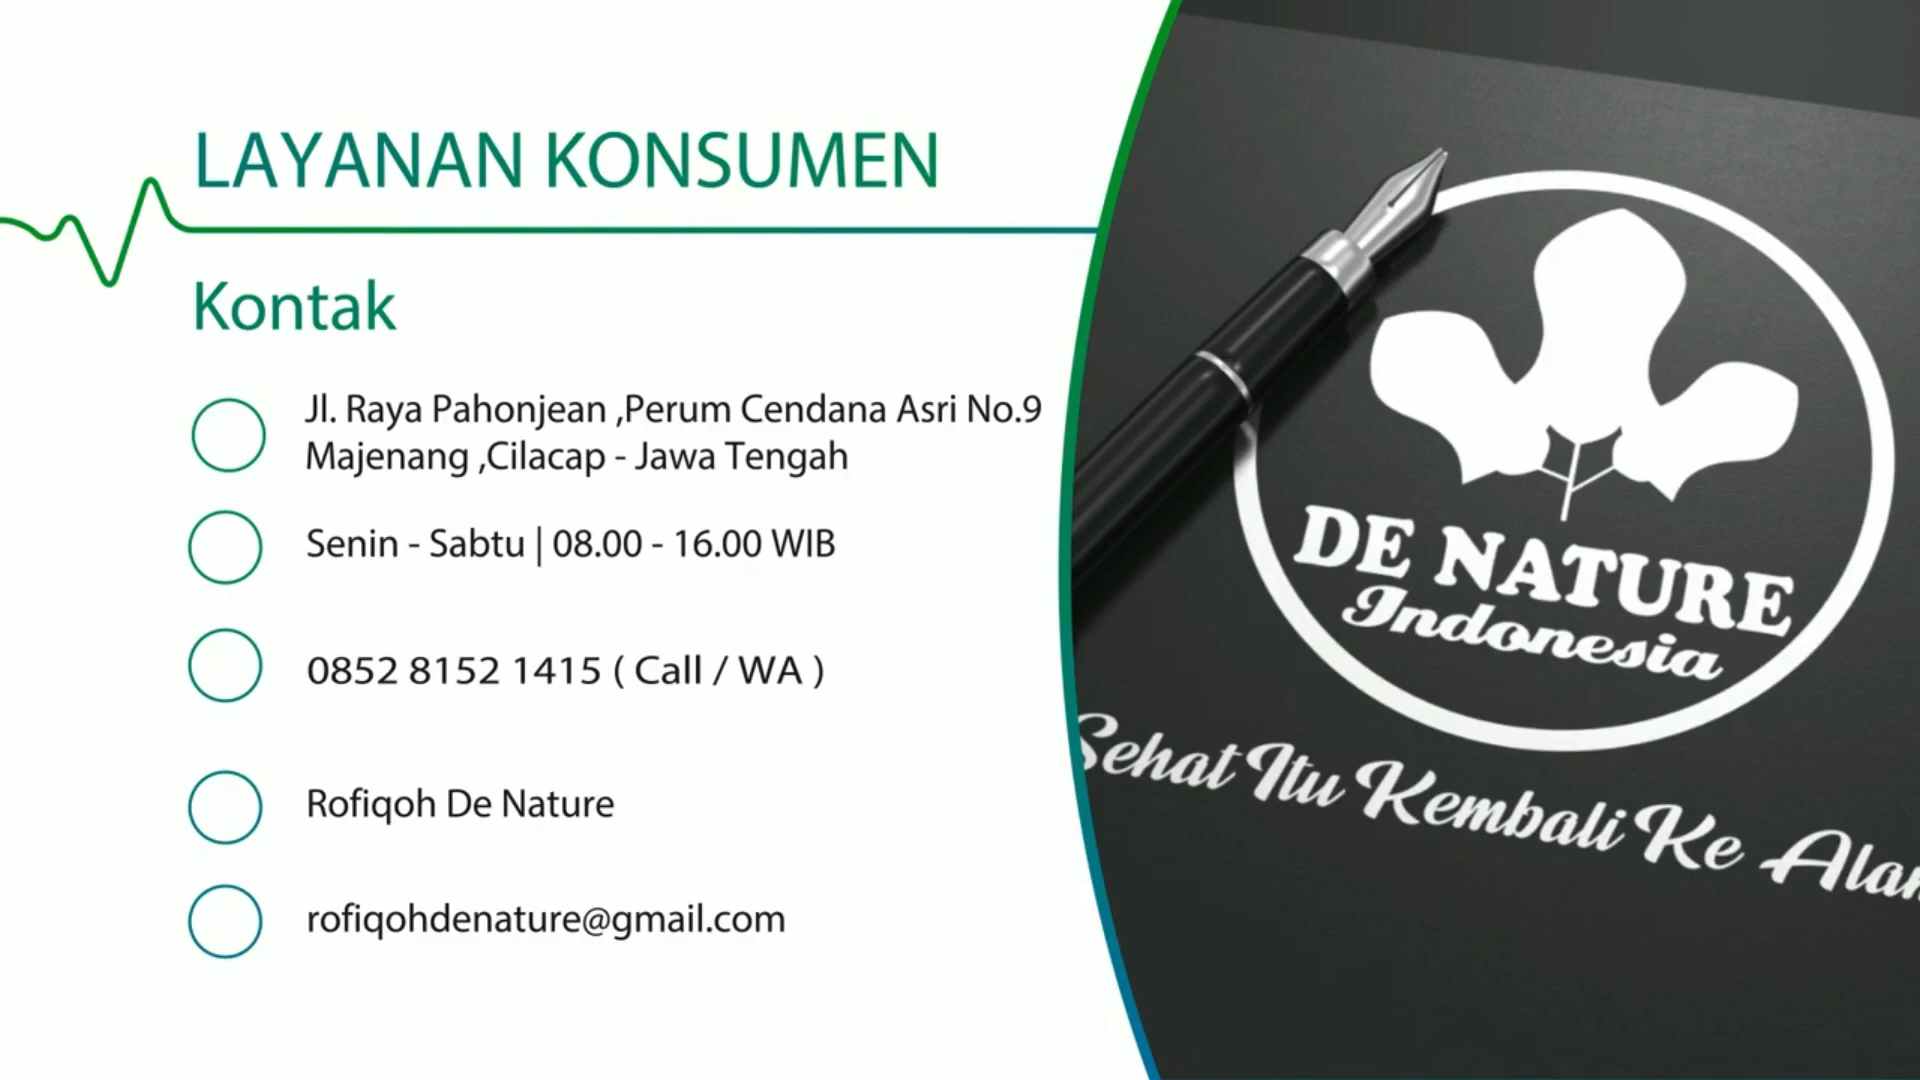 LAYANAN KONSUMEN
Kontak
Jl. Raya Pahonjean ,Perum Cendana Asri No.9
Majenang ,Cilacap - Jawa Tengah
Senin - Sabtu | 08.00 - 16.00 WIB
0852 8152 1415 ( Call / WA )
Rofiqoh De Nature
rofiqohdenature@gmail.com
DE NATURE
Indonesia
Sehat Itu Kembali Ke